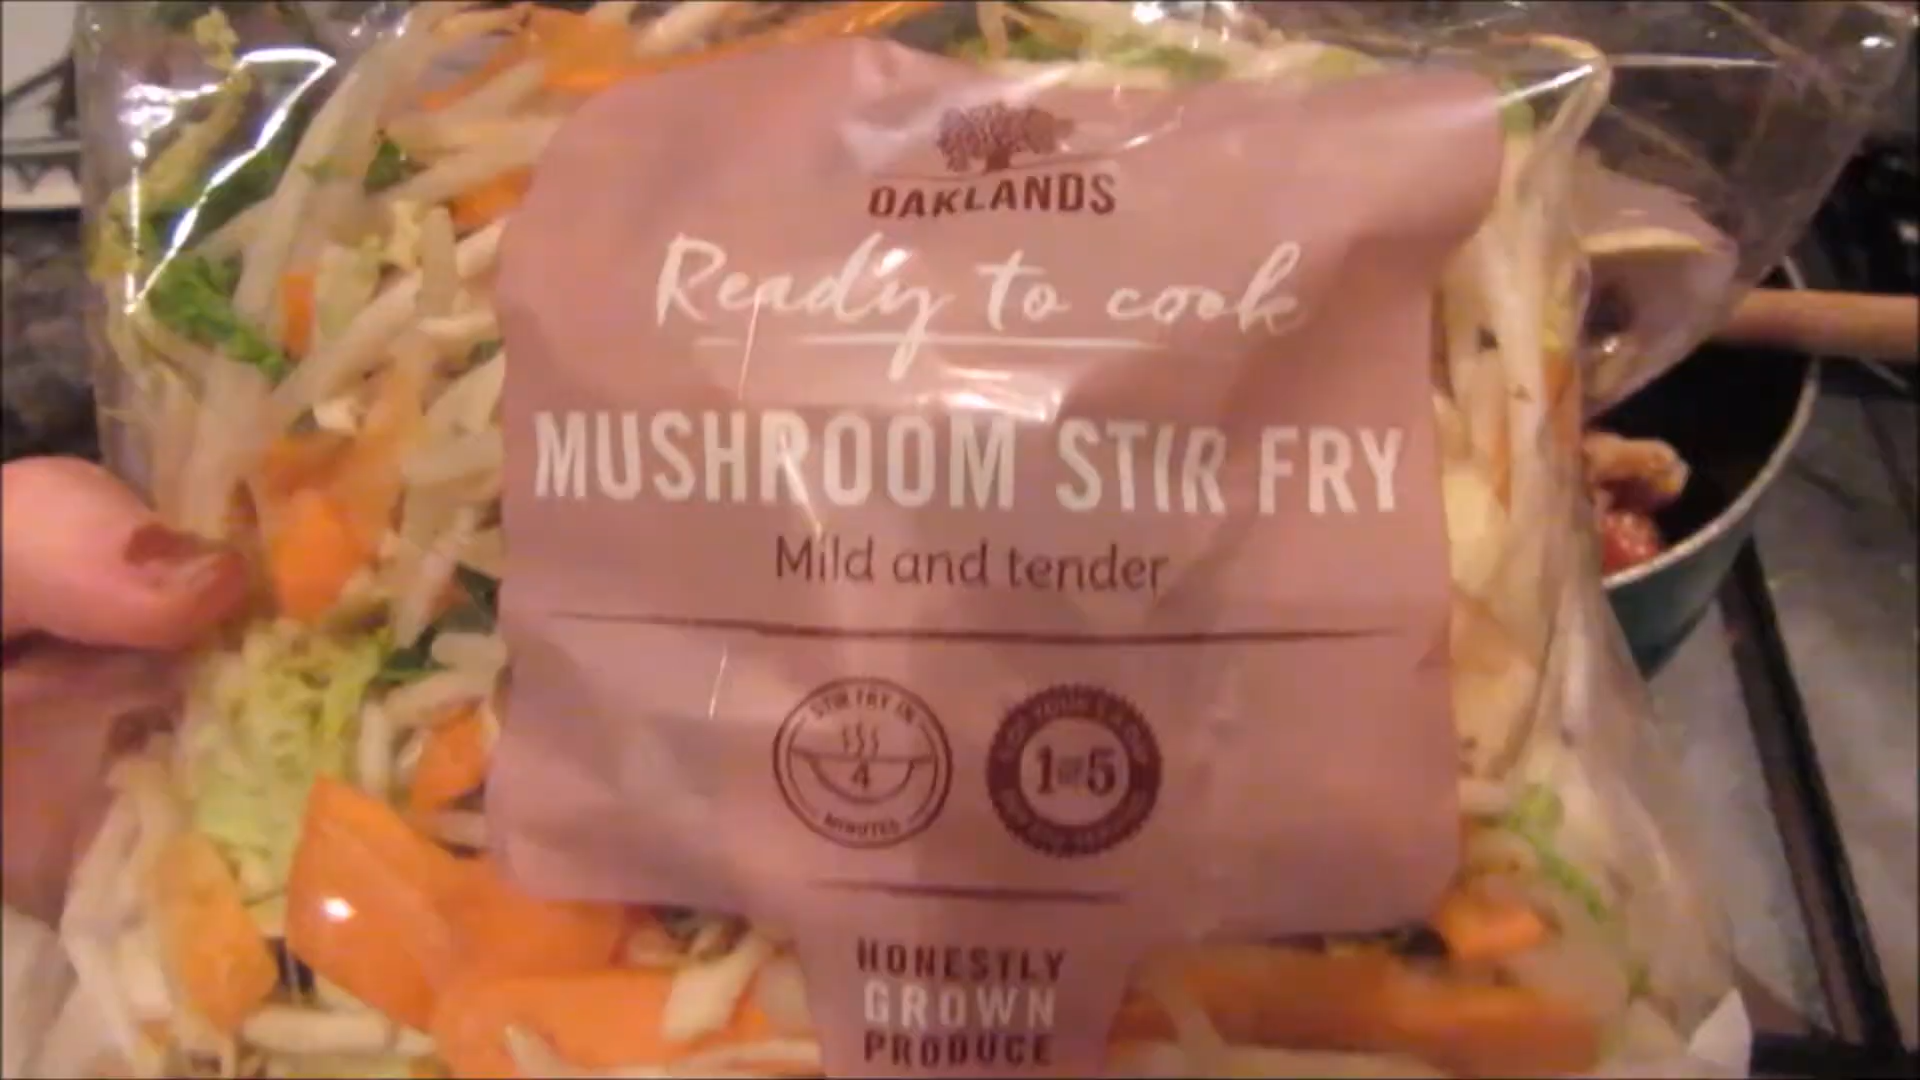 OAKLANDS
Ready to cook
MUSHROOM STIR FRY
Mild and tender
STIR FRY IN
4
MINUTES
1 OF 5
HONESTLY
GROWN
PRODUCE